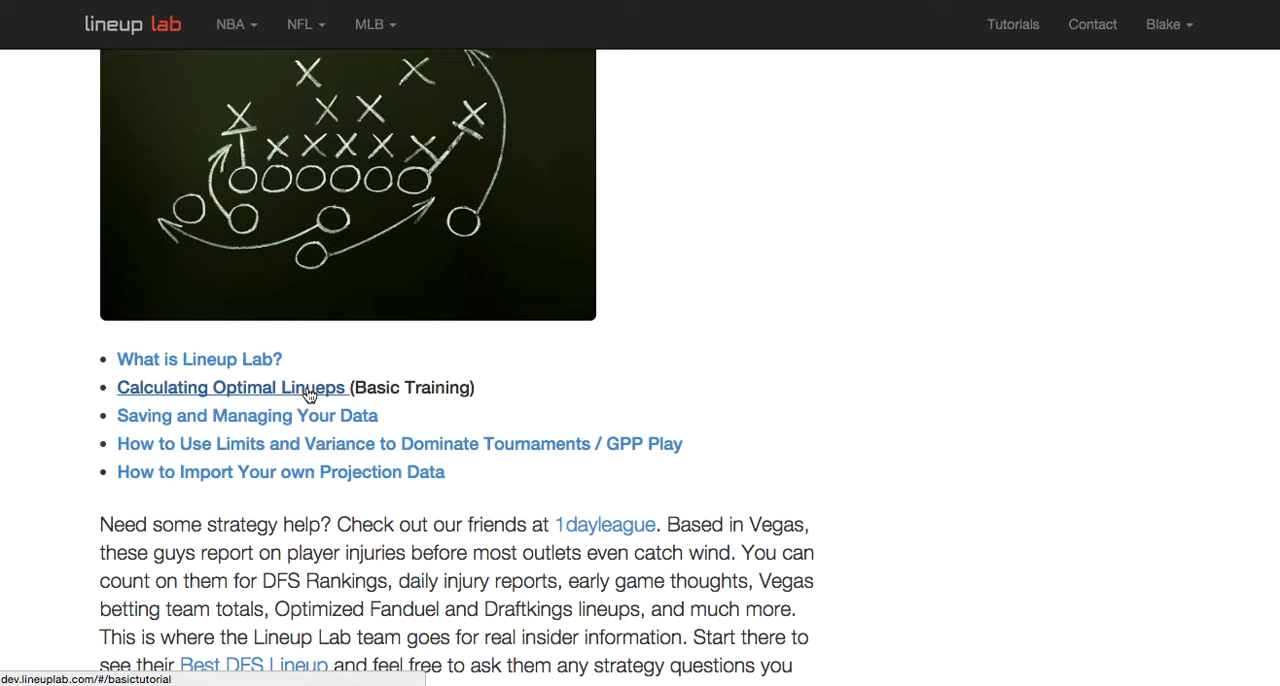 lineup lab NBA NFL MLB Tutorials Contact Blake
What is Lineup Lab?
Calculating Optimal Linueps (Basic Training)
Saving and Managing Your Data
How to Use Limits and Variance to Dominate Tournaments / GPP Play
How to Import Your own Projection Data
Need some strategy help? Check out our friends at 1dayleague. Based in Vegas,
these guys report on player injuries before most outlets even catch wind. You can
count on them for DFS Rankings, daily injury reports, early game thoughts, Vegas
betting team totals, Optimized Fanduel and Draftkings lineups, and much more.
This is where the Lineup Lab team goes for real insider information. Start there to
see their Best DFS Lineup and feel free to ask them any strategy questions you
dev.lineuplab.com/#/basictutorial